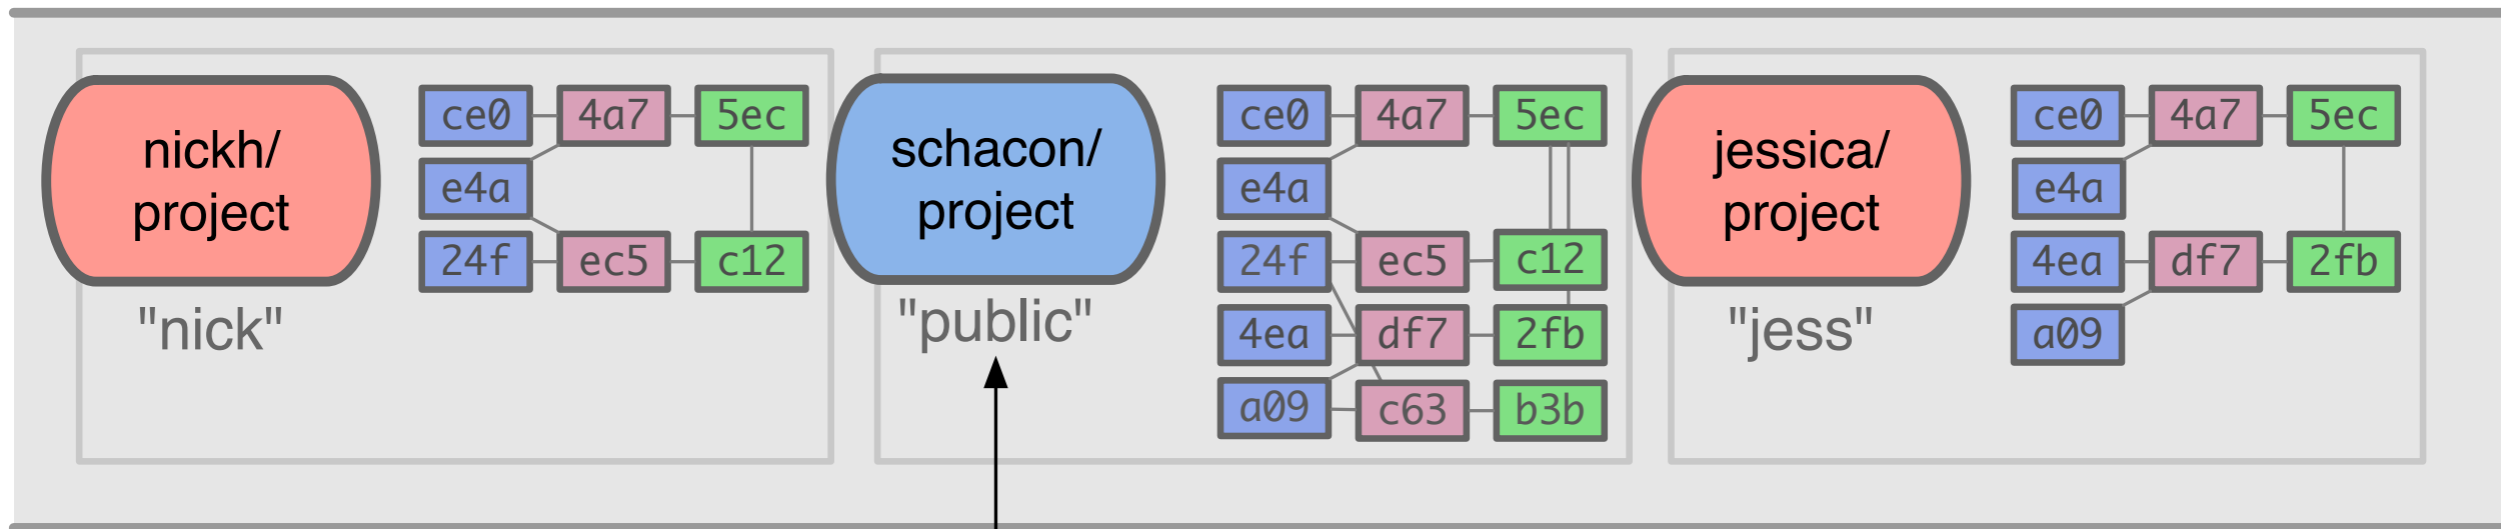 nickh/
project
"nick"
ce0 4a7 5ec
e4a
24f ec5 c12
schacon/
project
"public"
ce0 4a7 5ec
e4a
24f ec5 c12
4ea df7 2fb
a09 c63 b3b
jessica/
project
"jess"
ce0 4a7 5ec
e4a
4ea df7 2fb
a09